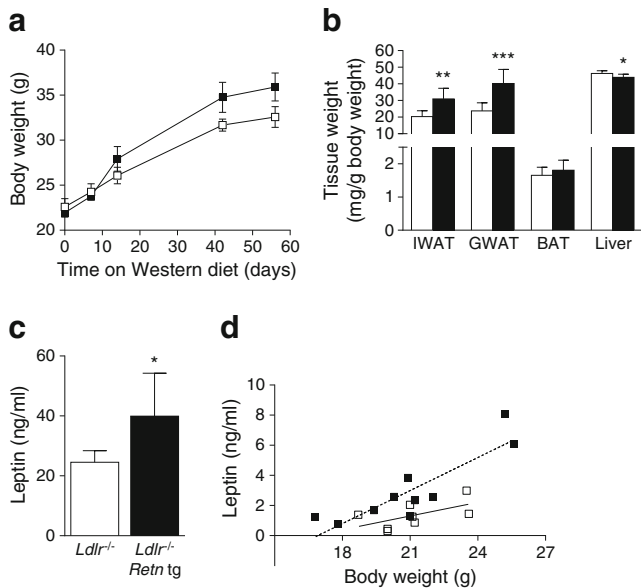 a
Body weight (g)
40
35
30
25
20
0 10 20 30 40 50 60
Time on Western diet (days)
b
Tissue weight
(mg/g body weight)
60
50
40
30
20
10
2
1
0
** *** *
IWAT GWAT BAT Liver
c
Leptin (ng/ml)
60
40
20
0
*
Ldlr-/- Ldlr-/-
Retn tg
d
Leptin (ng/ml)
10
8
6
4
2
0
18 21 24 27
Body weight (g)